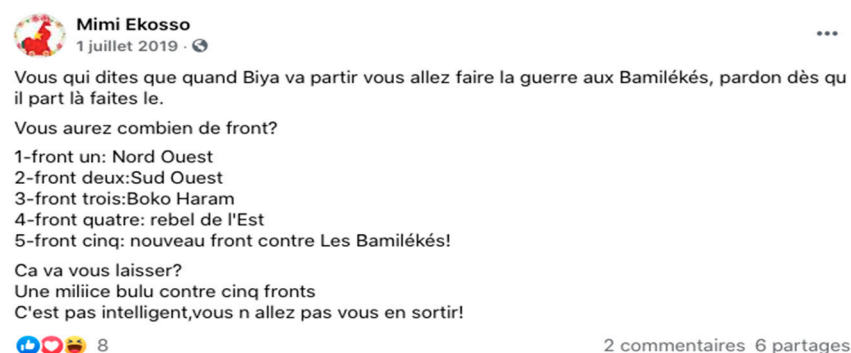 Mimi Ekosso
1 juillet 2019 ·
Vous qui dites que quand Biya va partir vous allez faire la guerre aux Bamilékés, pardon dès qu
il part là faites le.
Vous aurez combien de front?
1-front un: Nord Ouest
2-front deux:Sud Ouest
3-front trois:Boko Haram
4-front quatre: rebel de l'Est
5-front cinq: nouveau front contre Les Bamilékés!
Ca va vous laisser?
Une miliice bulu contre cinq fronts
C'est pas intelligent,vous n allez pas vous en sortir!
8
2 commentaires 6 partages